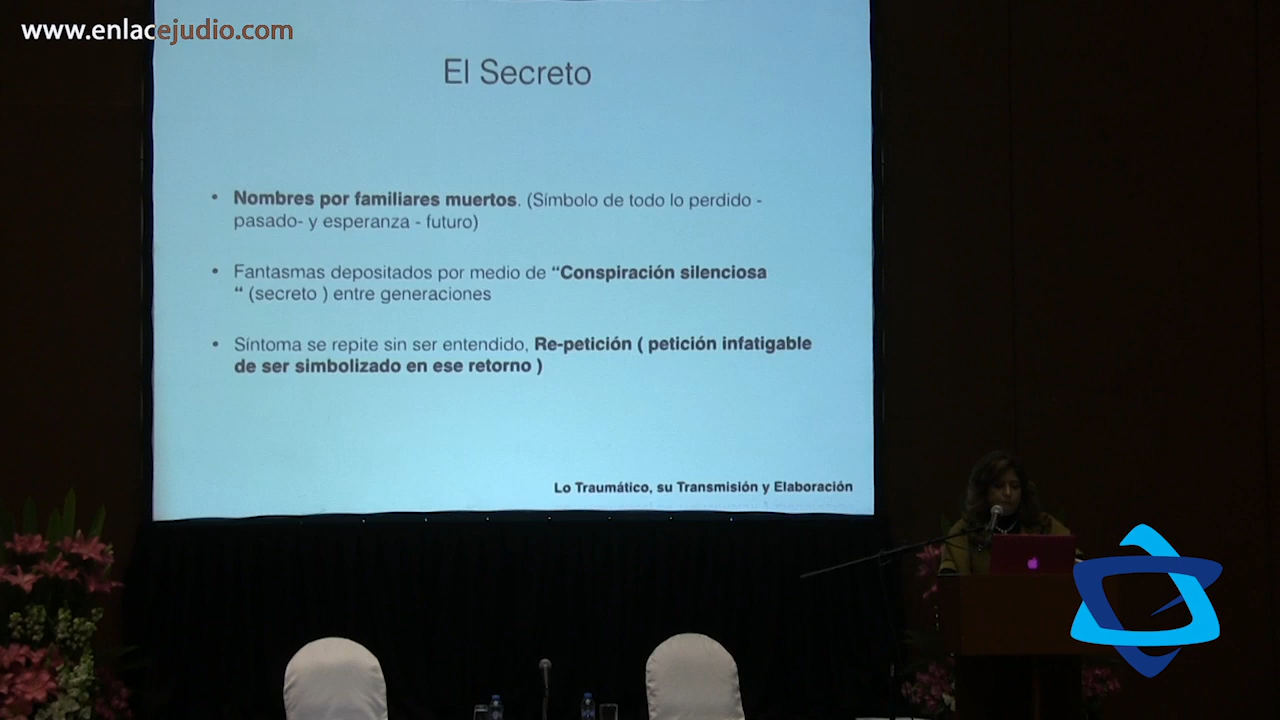 www.enlacejudio.com
El Secreto
• Nombres por familiares muertos. (Símbolo de todo lo perdido -
pasado- y esperanza - futuro)
• Fantasmas depositados por medio de “Conspiración silenciosa
“ (secreto ) entre generaciones
• Síntoma se repite sin ser entendido, Re-petición ( petición infatigable
de ser simbolizado en ese retorno )
Lo Traumático, su Transmisión y Elaboración